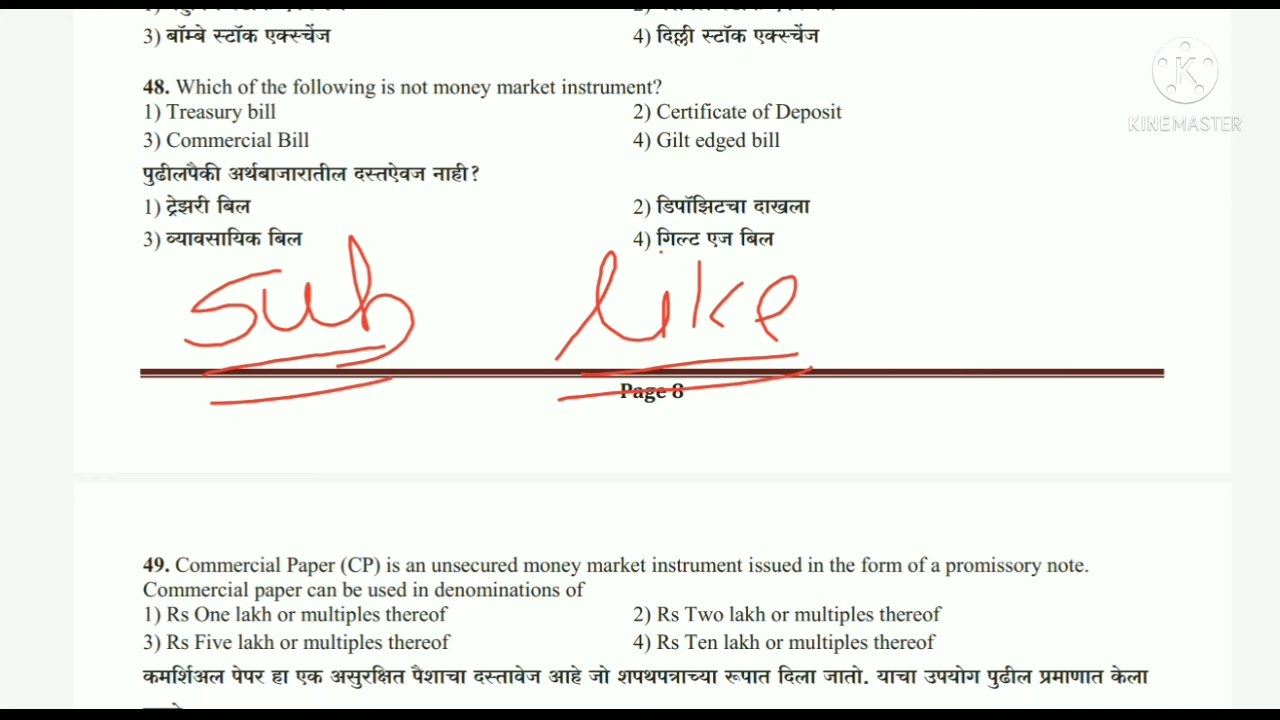 3) बॉम्बे स्टॉक एक्स्चेंज 4) दिल्ली स्टॉक एक्स्चेंज
K
KINEMASTER
48. Which of the following is not money market instrument?
1) Treasury bill 2) Certificate of Deposit
3) Commercial Bill 4) Gilt edged bill
पुढीलपैकी अर्थबाजारातील दस्तऐवज नाही?
1) ट्रेझरी बिल 2) डिपॉझिटचा दाखला
3) व्यावसायिक बिल 4) गिल्ट एज बिल
Sub Like
Page 8
49. Commercial Paper (CP) is an unsecured money market instrument issued in the form of a promissory note.
Commercial paper can be used in denominations of
1) Rs One lakh or multiples thereof 2) Rs Two lakh or multiples thereof
3) Rs Five lakh or multiples thereof 4) Rs Ten lakh or multiples thereof
कमर्शिअल पेपर हा एक असुरक्षित पैशाचा दस्तावेज आहे जो शपथपत्राच्या रूपात दिला जातो. याचा उपयोग पुढील प्रमाणात केला